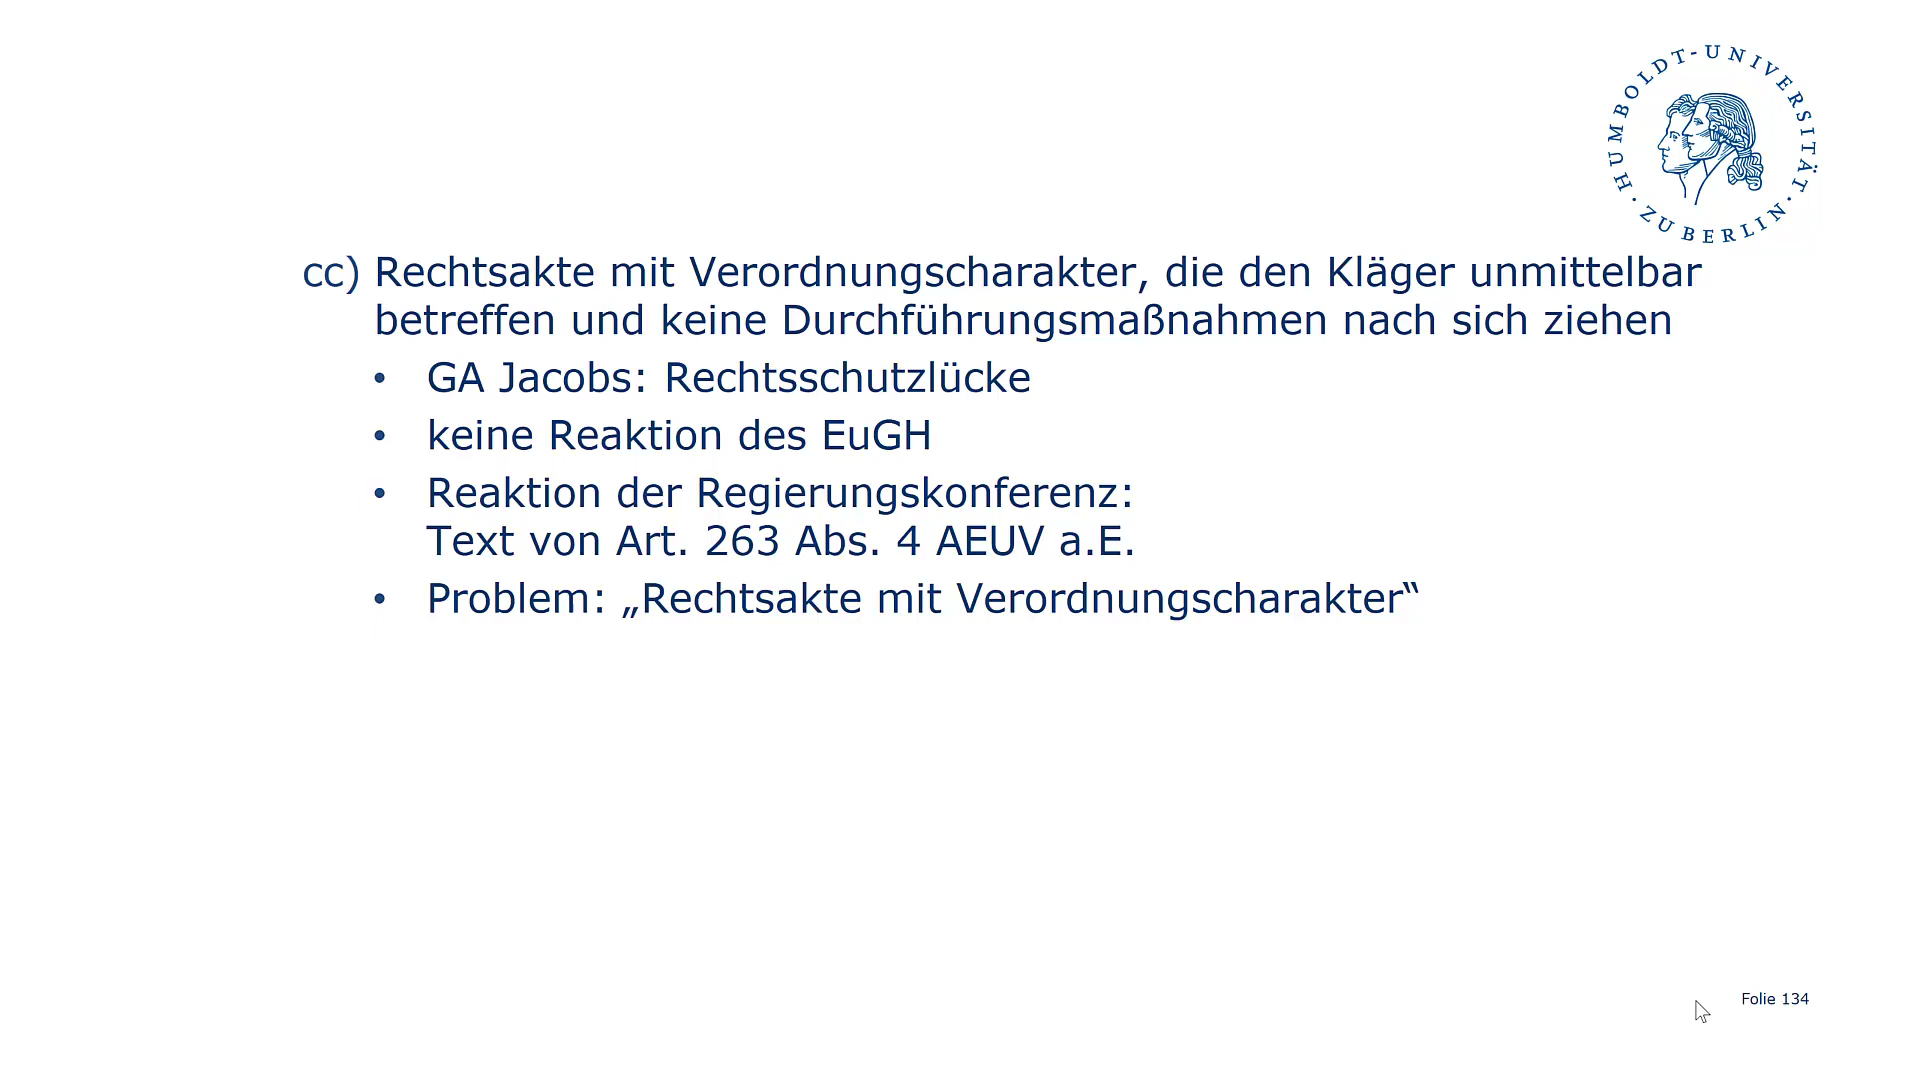 HUMBOLDT-UNIVERSITÄT · ZU BERLIN ·
cc) Rechtsakte mit Verordnungscharakter, die den Kläger unmittelbar
betreffen und keine Durchführungsmaßnahmen nach sich ziehen
• GA Jacobs: Rechtsschutzlücke
• keine Reaktion des EuGH
• Reaktion der Regierungskonferenz:
Text von Art. 263 Abs. 4 AEUV a.E.
• Problem: „Rechtsakte mit Verordnungscharakter“
Folie 134